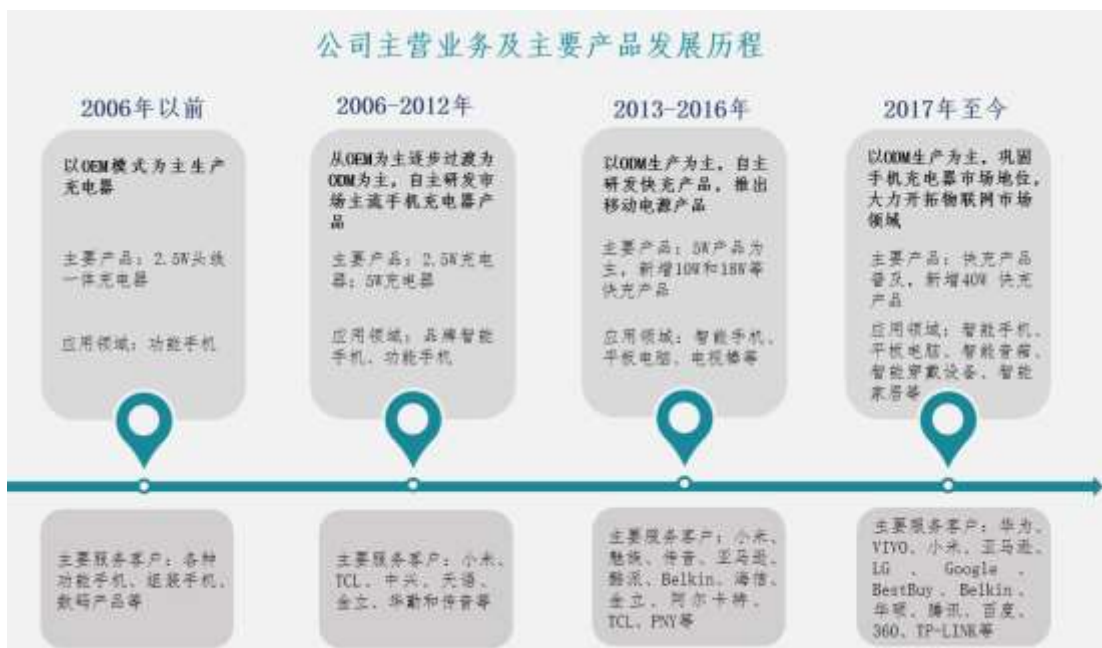 公司主营业务及主要产品发展历程
2006年以前
以OEM模式为主生产
充电器
主要产品：2.5W头线
一体充电器
应用领域：功能手机
主要服务客户：各种
功能手机、组装手机、
数码产品等
2006-2012年
从OEM为主逐步过渡为
ODM为主，自主研发市
场主流手机充电器产
品
主要产品：2.5W充电
器；5W充电器
应用领域：品牌智能
手机、功能手机
主要服务客户：小米、
TCL、中兴、天语、
金立、华勤和传音等
2013-2016年
以ODM生产为主，自主
研发快充产品，推出
移动电源产品
主要产品：5W产品为
主，新增10W和18W等
快充产品
应用领域：智能手机、
平板电脑、电视棒等
主要服务客户：小米、
魅族、传音、亚马逊、
酷派、Belkin、海信、
金立、阿尔卡特、
TCL、PNY等
2017年至今
以ODM生产为主，巩固
手机充电器市场地位，
大力开拓物联网市场
领域
主要产品：快充产品
普及，新增40W 快充
产品
应用领域：智能手机、
平板电脑、智能音箱、
智能穿戴设备、智能
家居等
主要服务客户：华为、
VIVO、小米、亚马逊、
LG 、 Google 、
BestBuy、Belkin、
华硕、腾讯、百度、
360、TP-LINK等